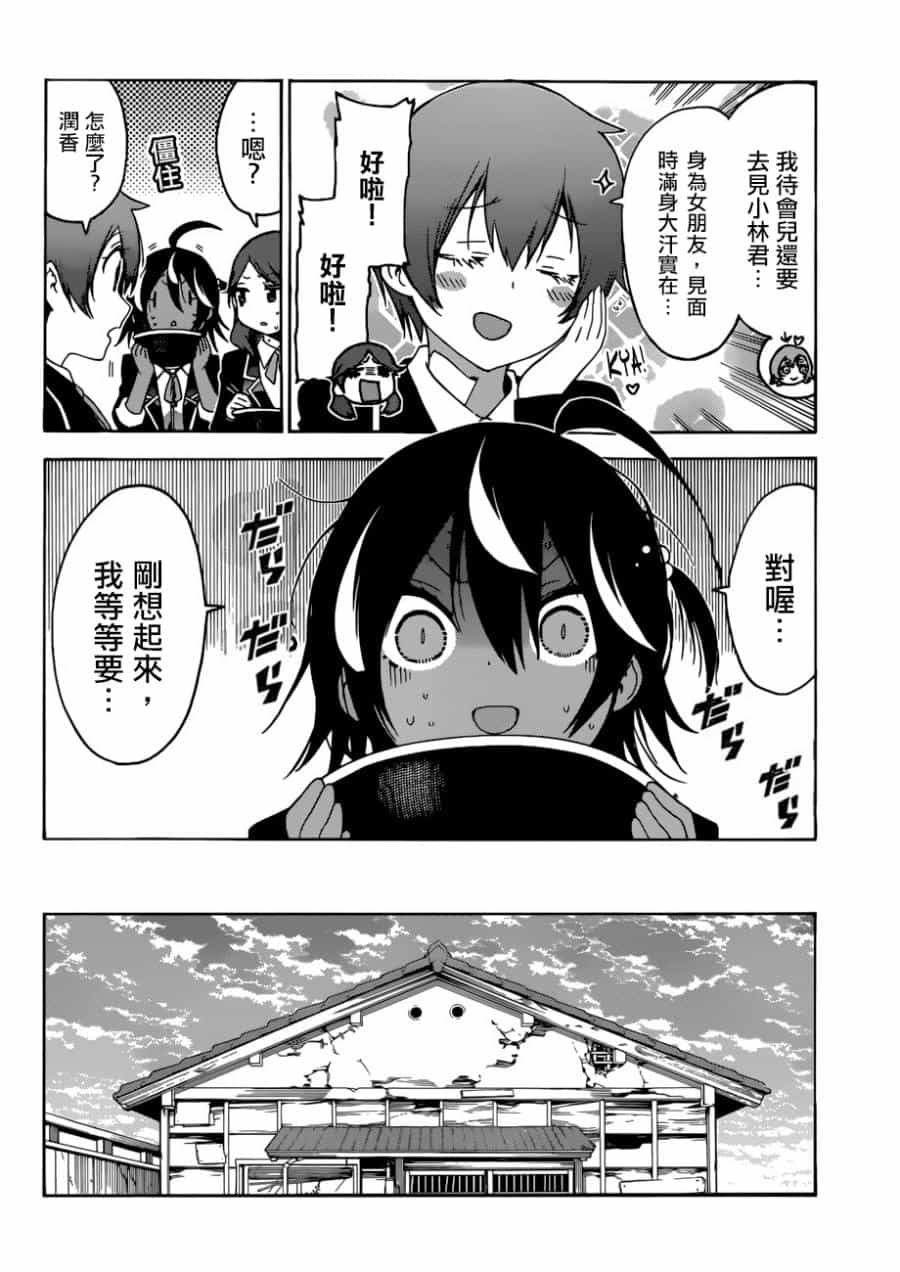 我待會兒還要
去見小林君…
身為女朋友，見面
時滿身大汗實在…
KYA!
好啦！
好啦！
…嗯？
僵住
怎麼了？
潤香
對喔…
剛想起來，
我等等要…
だら
だら
だら
だら